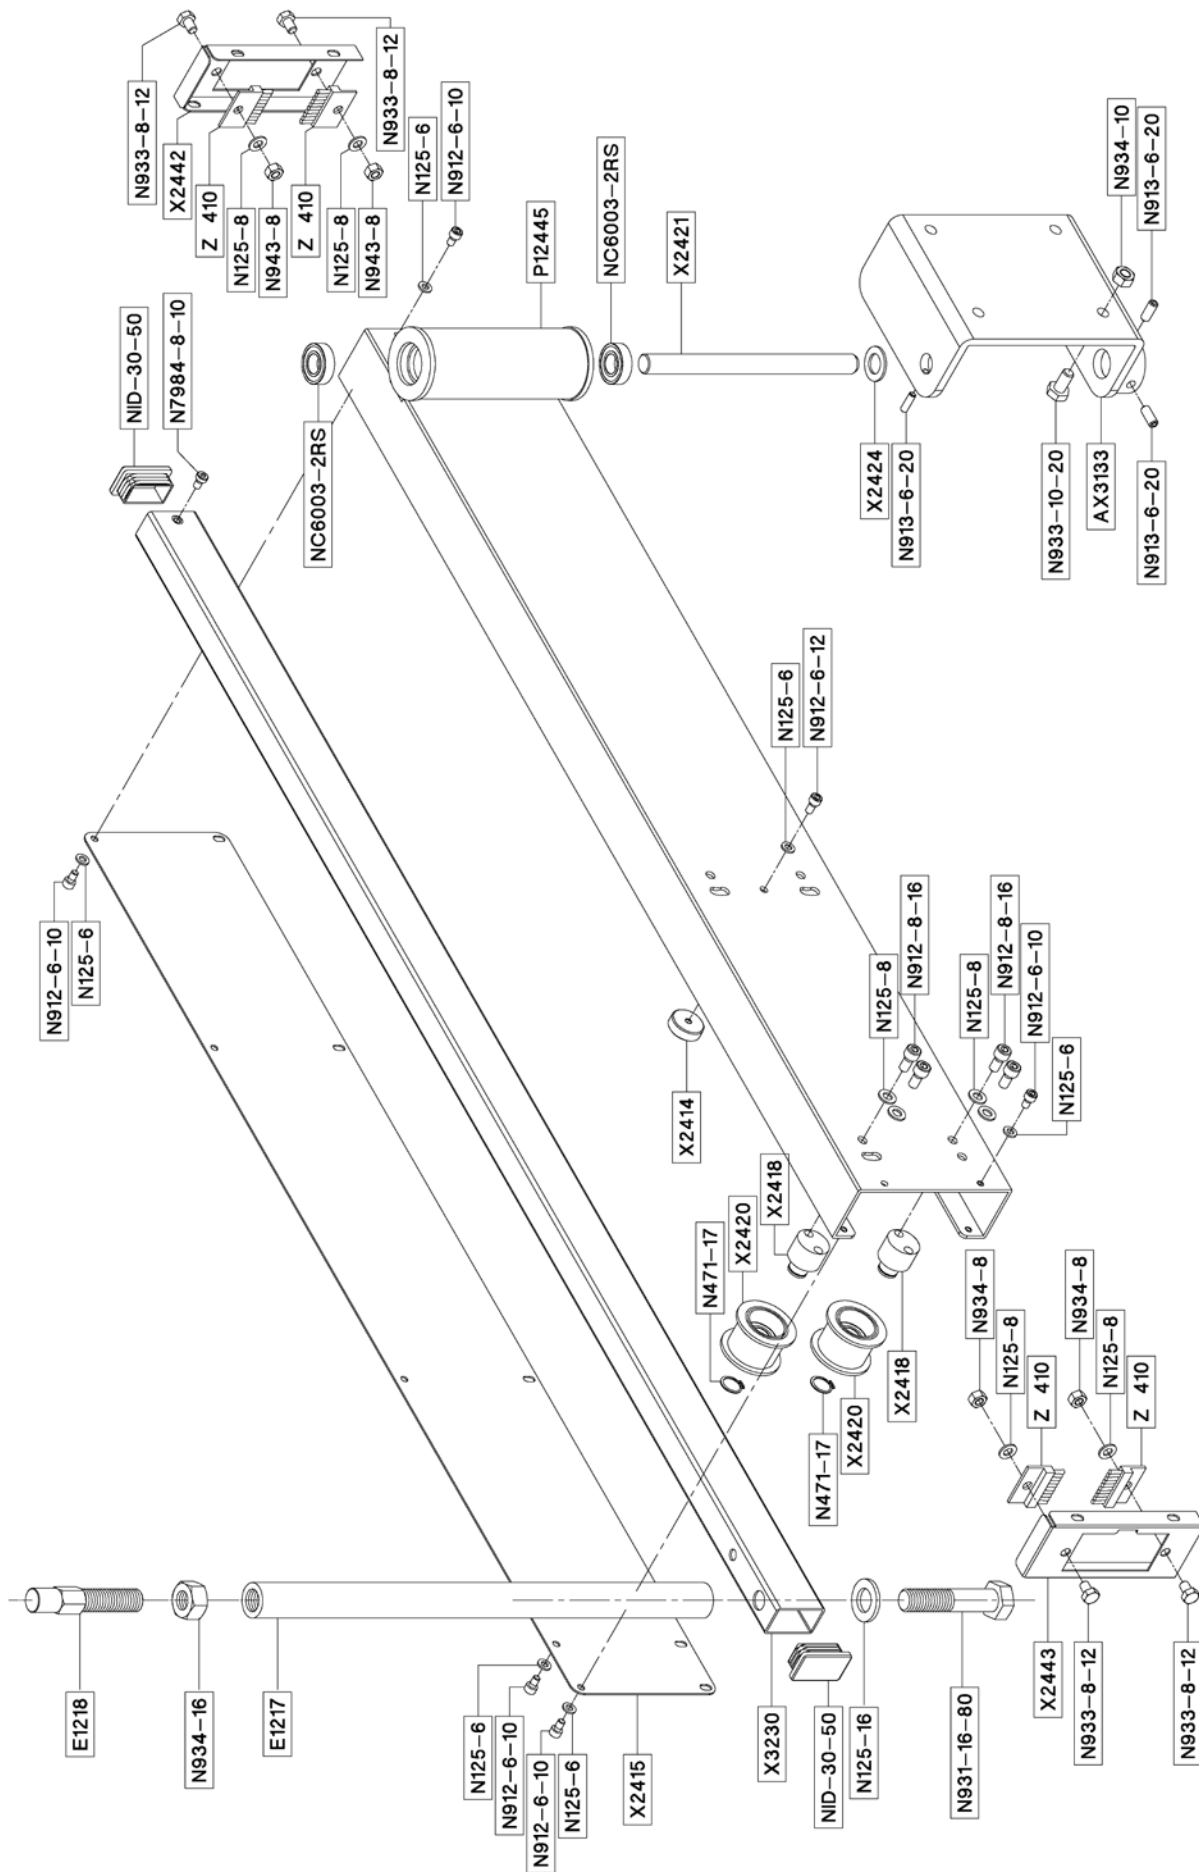 N933-8-12
X2442
Z 410
N125-8
N943-8
Z 410
N125-8
N943-8
N933-8-12
N125-6
N912-6-10
P12445
NC6003-2RS
X2421
N934-10
N913-6-20
NID-30-50
N7984-8-10
NC6003-2RS
X2424
N913-6-20
N933-10-20
AX3133
N913-6-20
N125-6
N912-6-12
N912-6-10
N125-6
X2414
N125-8
N912-8-16
N125-8
N912-8-16
N912-6-10
N125-6
N471-17
X2420
X2418
N471-17
X2420
X2418
N934-8
N125-8
Z 410
N934-8
N125-8
Z 410
E1218
N934-16
E1217
N125-6
N912-6-10
N912-6-10
N125-6
X2415
X3230
NID-30-50
N125-16
N931-16-80
X2443
N933-8-12
N933-8-12